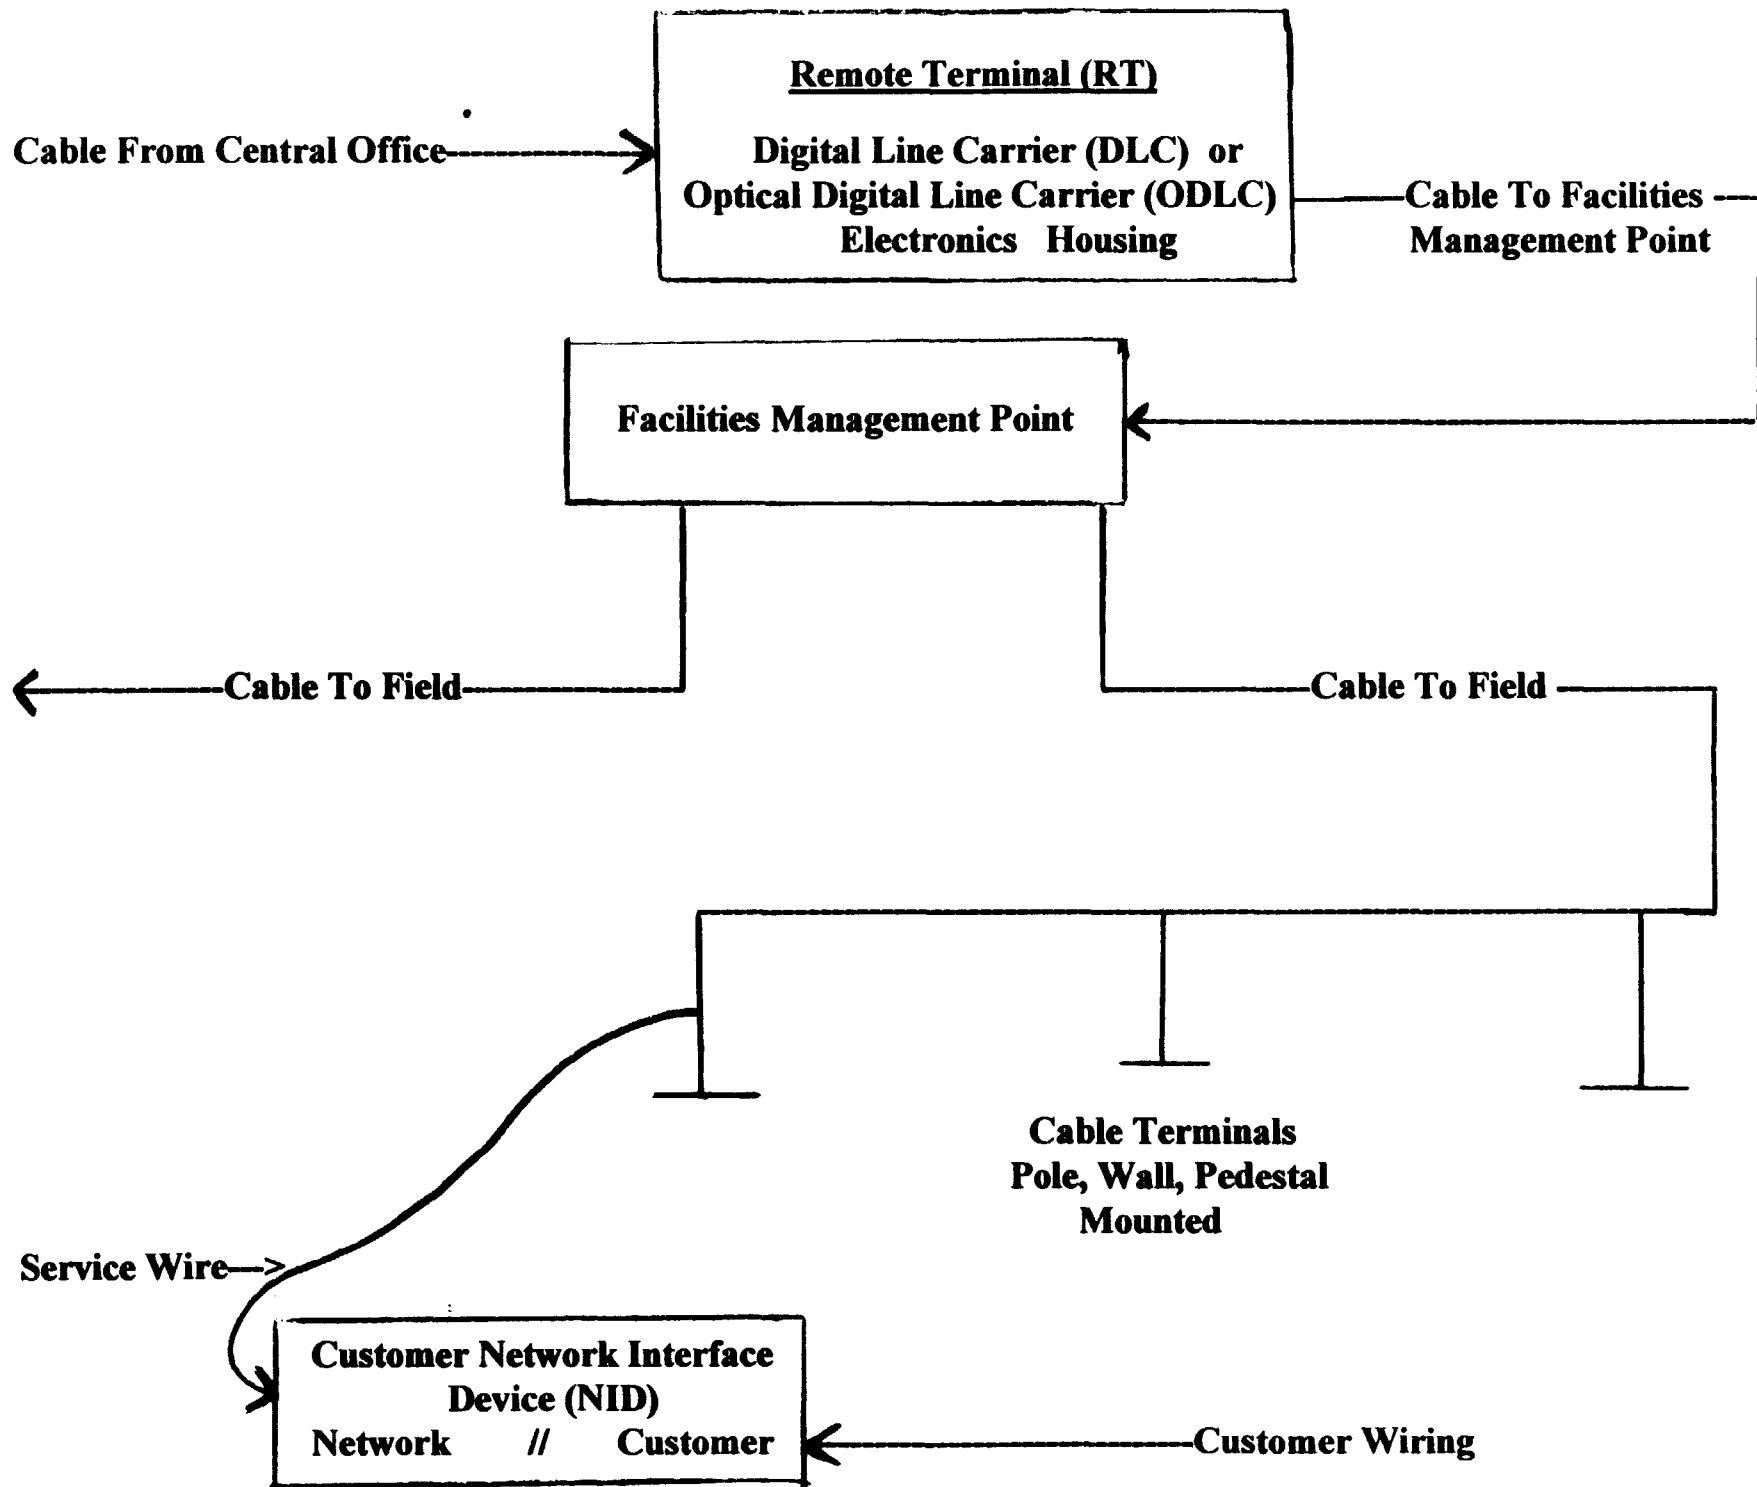 Remote Terminal (RT)
Cable From Central Office
Digital Line Carrier (DLC) or
Optical Digital Line Carrier (ODLC)
Electronics Housing
Cable To Facilities
Management Point
Facilities Management Point
Cable To Field
Cable To Field
Cable Terminals
Pole, Wall, Pedestal
Mounted
Service Wire-->
Customer Network Interface
Device (NID)
Network // Customer
Customer Wiring